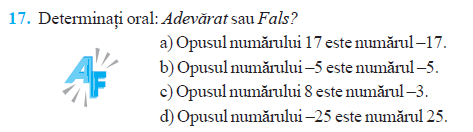 17. Determinați oral: Adevărat sau Fals?
a) Opusul numărului 17 este numărul –17.
b) Opusul numărului –5 este numărul –5.
AF
c) Opusul numărului 8 este numărul –3.
d) Opusul numărului –25 este numărul 25.